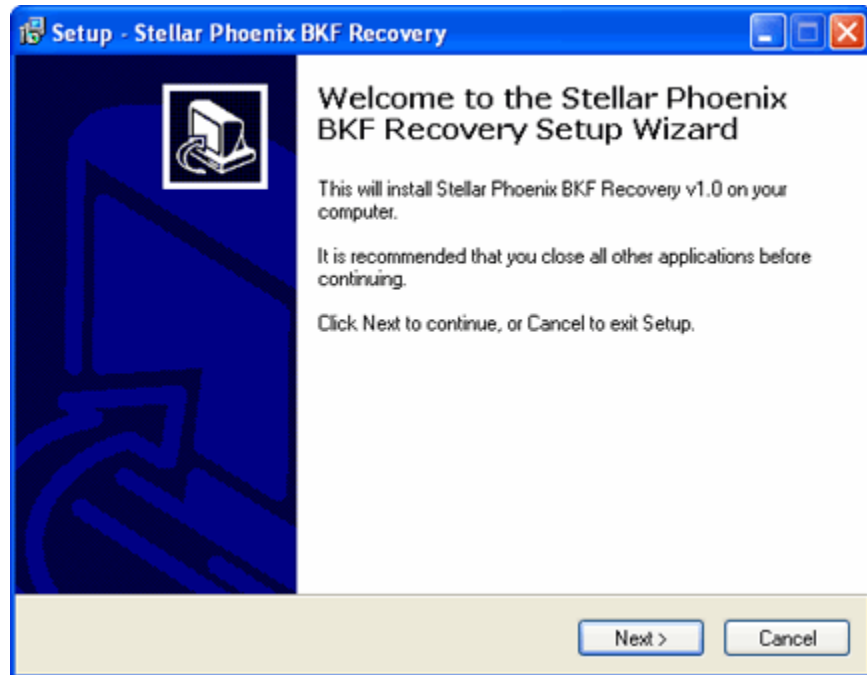 Setup - Stellar Phoenix BKF Recovery
Welcome to the Stellar Phoenix
BKF Recovery Setup Wizard
This will install Stellar Phoenix BKF Recovery v1.0 on your
computer.
It is recommended that you close all other applications before
continuing.
Click Next to continue, or Cancel to exit Setup.
Next >
Cancel